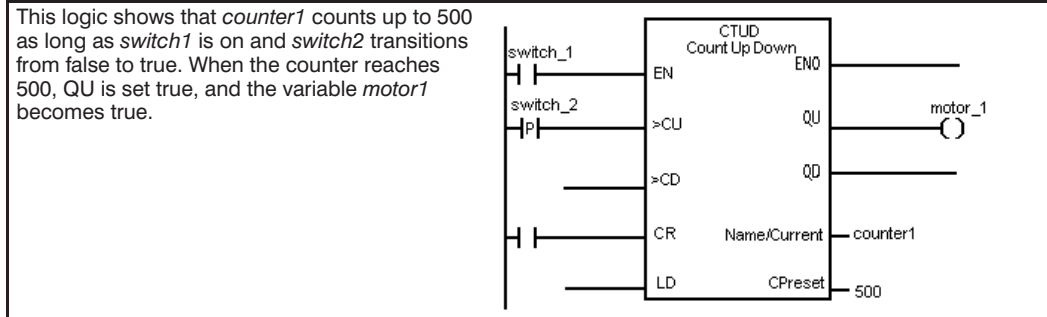 This logic shows that counter1 counts up to 500
as long as switch1 is on and switch2 transitions
from false to true. When the counter reaches
500, QU is set true, and the variable motor1
becomes true.
CTUD
Count Up Down
switch_1
EN
ENO
switch_2
P
>CU
QU
motor_1
>CD
QD
CR
Name/Current
counter1
LD
CPreset
500